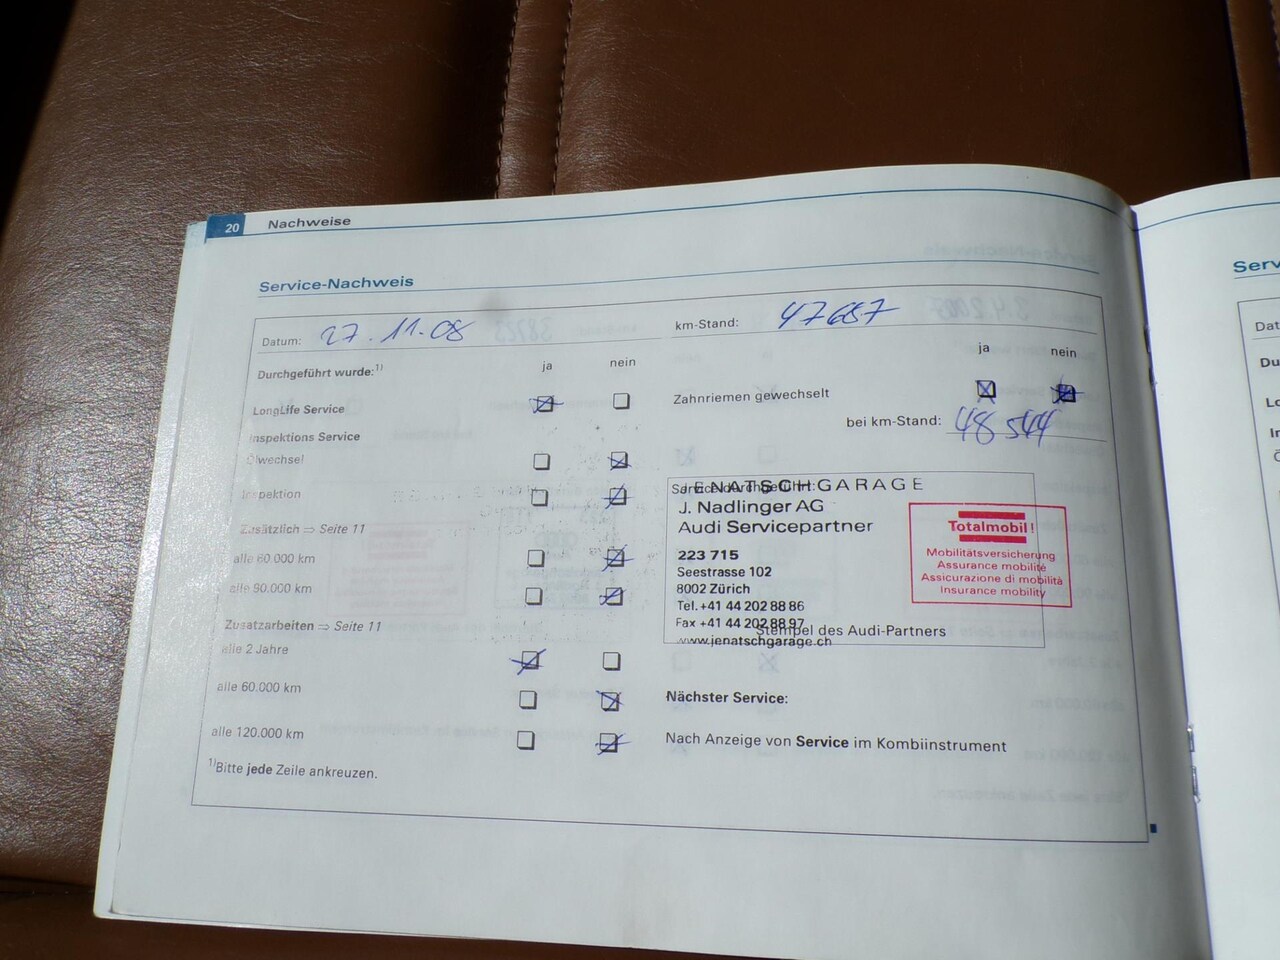 20 Nachweise
Service-Nachweis
Datum: 27.11.08
km-Stand: 47687
Durchgeführt wurde:¹⁾ ja nein
LongLife Service
Inspektions Service
Ölwechsel
Inspektion
Zusätzlich ⇒ Seite 11
alle 60.000 km
alle 90.000 km
Zusatzarbeiten ⇒ Seite 11
alle 2 Jahre
alle 60.000 km
alle 120.000 km
¹⁾Bitte jede Zeile ankreuzen.
ja nein
Zahnriemen gewechselt
bei km-Stand: 48544
Service durchgeführt:
JENATSCHGARAGE
J. Nadlinger AG
Audi Servicepartner
223 715
Seestrasse 102
8002 Zürich
Tel. +41 44 202 88 86
Fax +41 44 202 88 97
www.jenatschgarage.ch
Stempel des Audi-Partners
Totalmobil!
Mobilitätsversicherung
Assurance mobilité
Assicurazione di mobilità
Insurance mobility
Nächster Service:
Nach Anzeige von Service im Kombiinstrument